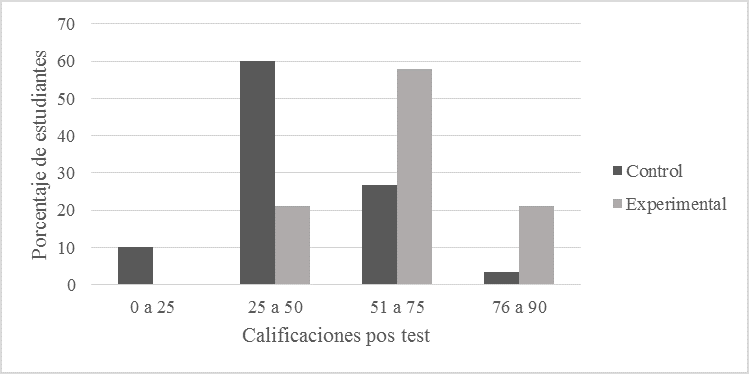 70
60
50
40
30
20
10
0
Porcentaje de estudiantes
0 a 25
25 a 50
51 a 75
76 a 90
Calificaciones pos test
Control
Experimental